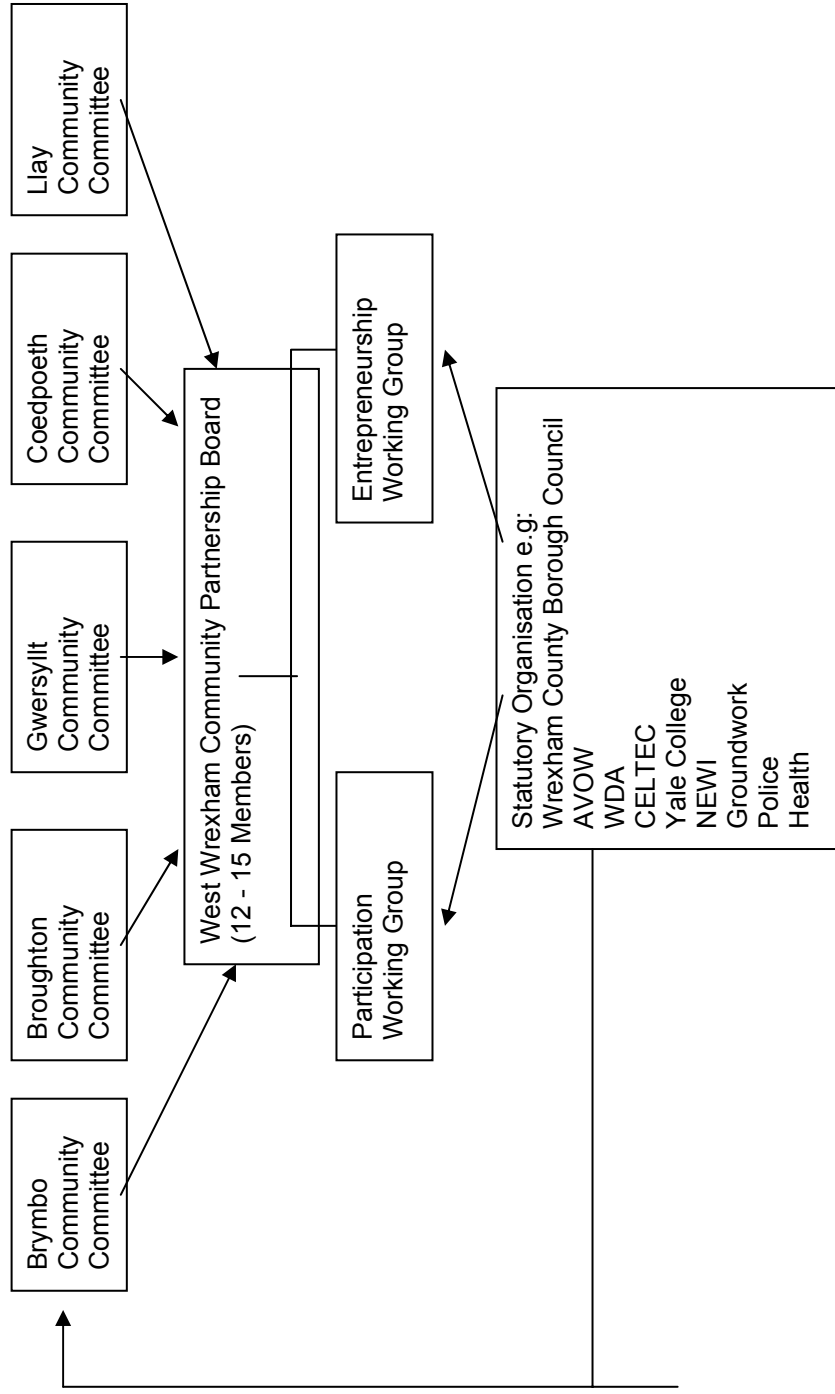 Brymbo
Community
Committee
Broughton
Community
Committee
Gwersyllt
Community
Committee
Coedpoeth
Community
Committee
Llay
Community
Committee
West Wrexham Community Partnership Board
(12 - 15 Members)
Participation
Working Group
Entrepreneurship
Working Group
Statutory Organisation e.g:
Wrexham County Borough Council
AVOW
WDA
CELTEC
Yale College
NEWI
Groundwork
Police
Health